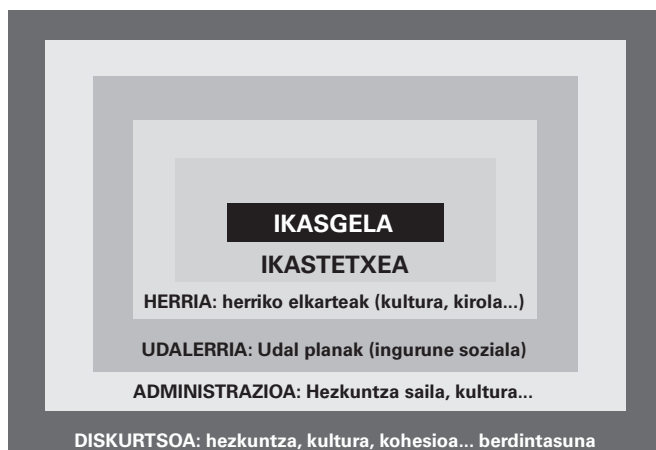 IKASGELA
IKASTETXEA
HERRIA: herriko elkarteak (kultura, kirola...)
UDALERRIA: Udal planak (ingurune soziala)
ADMINISTRAZIOA: Hezkuntza saila, kultura...
DISKURTSOA: hezkuntza, kultura, kohesioa... berdintasuna